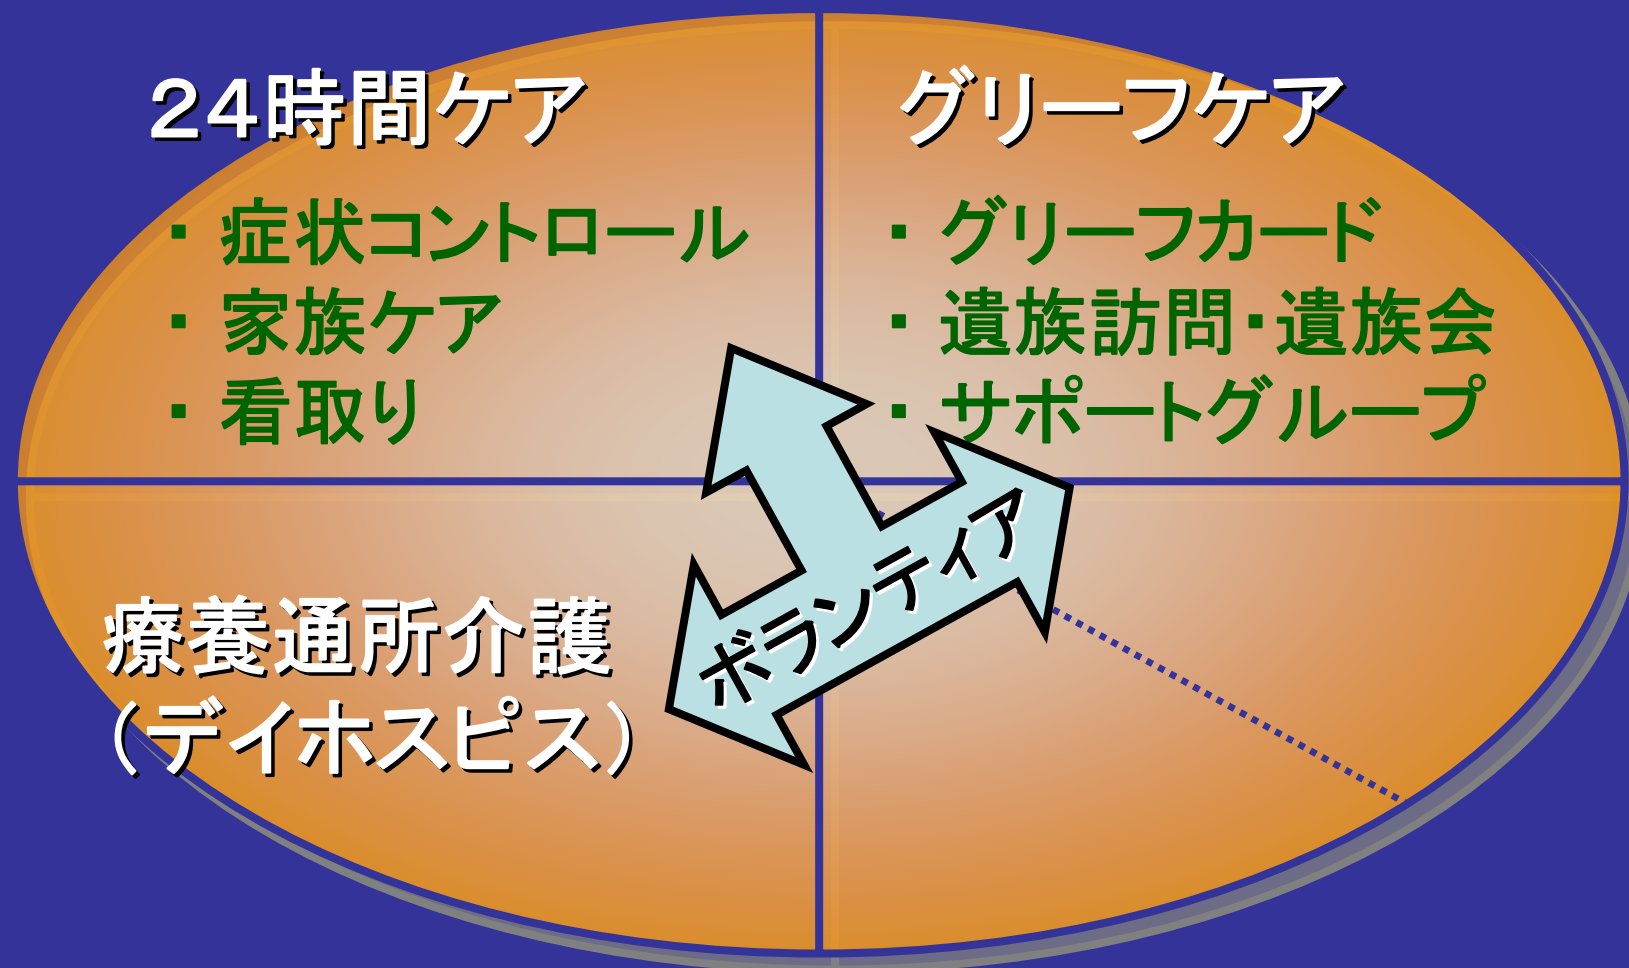 ２４時間ケア
▪ 症状コントロール
▪ 家族ケア
▪ 看取り
グリーフケア
▪ グリーフカード
▪ 遺族訪問・遺族会
▪ サポートグループ
ボランティア
療養通所介護
（デイホスピス）